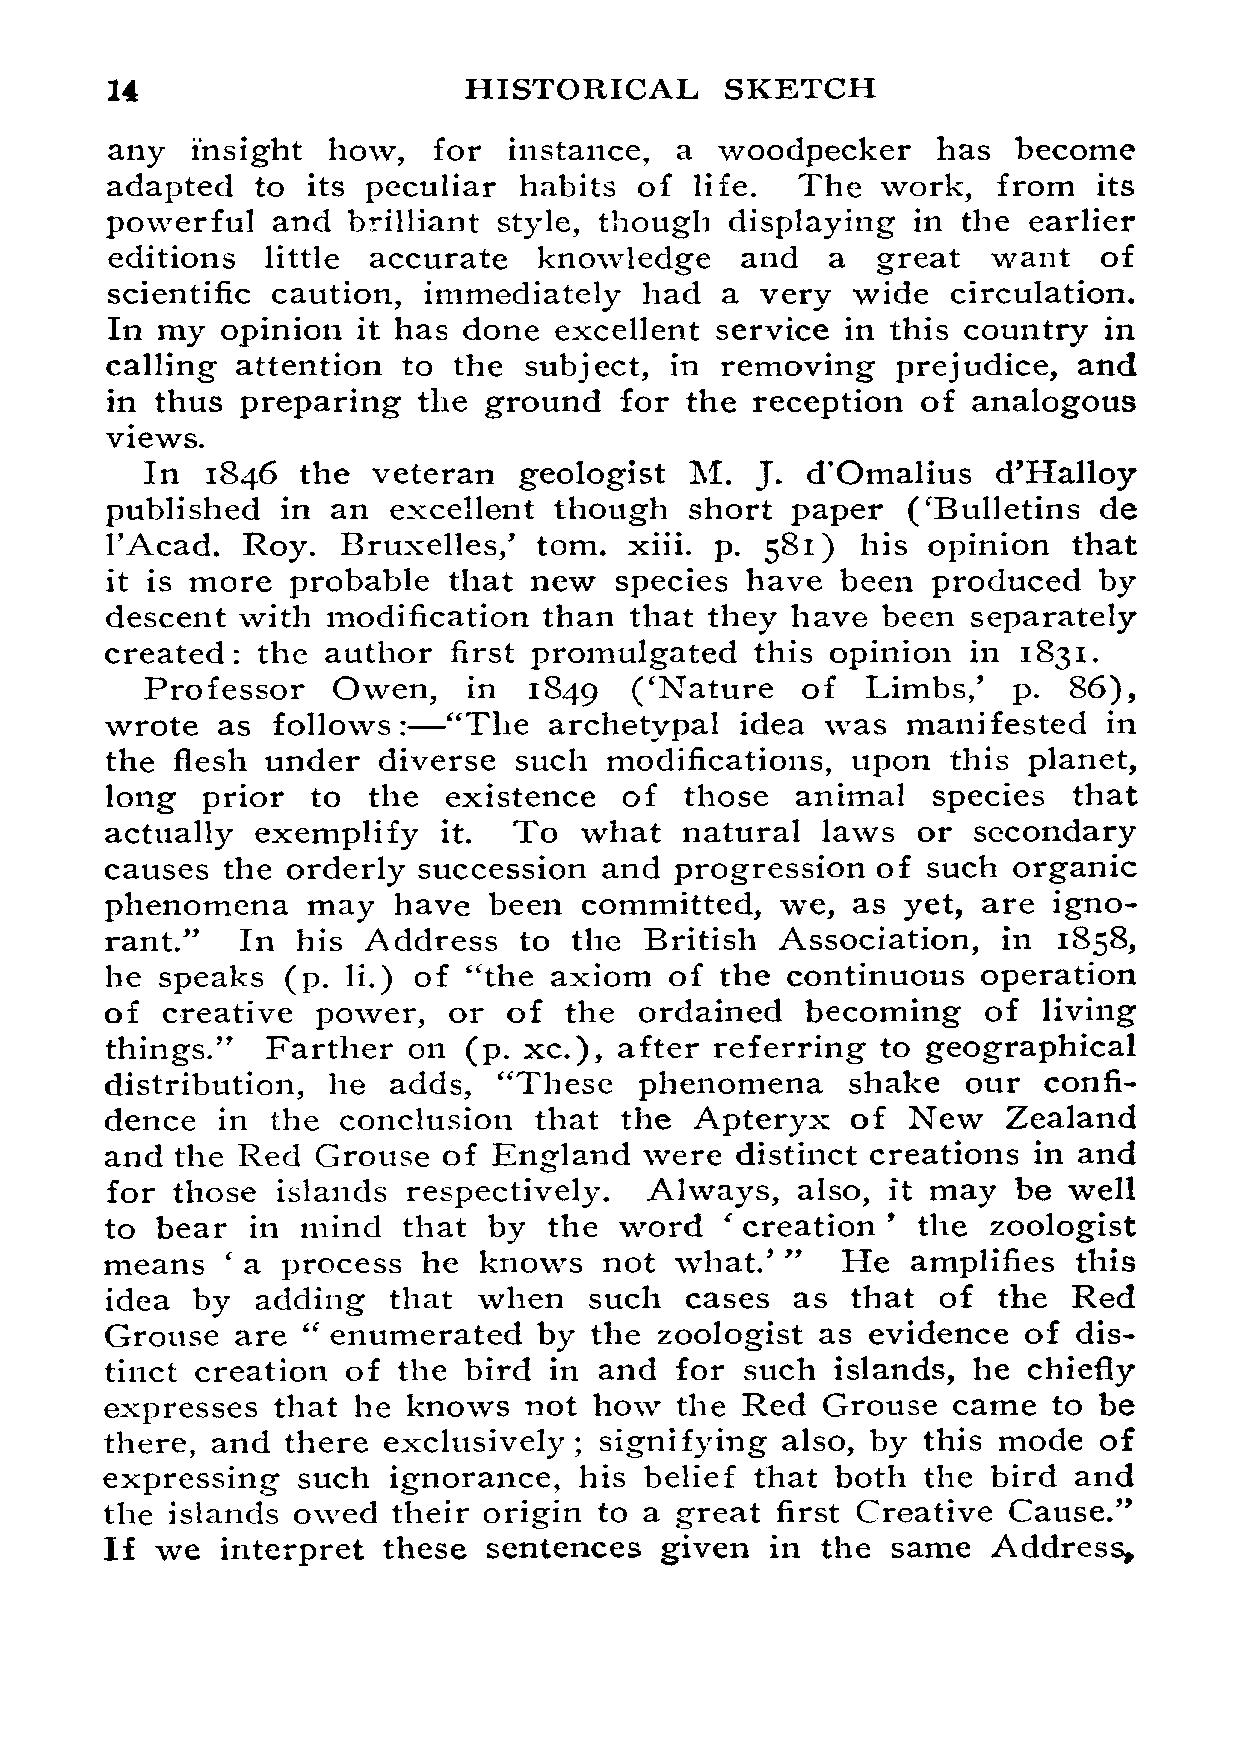 14 HISTORICAL SKETCH
any insight how, for instance, a woodpecker has become
adapted to its peculiar habits of life. The work, from its
powerful and brilliant style, though displaying in the earlier
editions little accurate knowledge and a great want of
scientific caution, immediately had a very wide circulation.
In my opinion it has done excellent service in this country in
calling attention to the subject, in removing prejudice, and
in thus preparing the ground for the reception of analogous
views.
In 1846 the veteran geologist M. J. d'Omalius d'Halloy
published in an excellent though short paper ('Bulletins de
l'Acad. Roy. Bruxelles,' tom. xiii. p. 581) his opinion that
it is more probable that new species have been produced by
descent with modification than that they have been separately
created: the author first promulgated this opinion in 1831.
Professor Owen, in 1849 ('Nature of Limbs,' p. 86),
wrote as follows:—"The archetypal idea was manifested in
the flesh under diverse such modifications, upon this planet,
long prior to the existence of those animal species that
actually exemplify it. To what natural laws or secondary
causes the orderly succession and progression of such organic
phenomena may have been committed, we, as yet, are igno-
rant." In his Address to the British Association, in 1858,
he speaks (p. li.) of "the axiom of the continuous operation
of creative power, or of the ordained becoming of living
things." Farther on (p. xc.), after referring to geographical
distribution, he adds, "These phenomena shake our confi-
dence in the conclusion that the Apteryx of New Zealand
and the Red Grouse of England were distinct creations in and
for those islands respectively. Always, also, it may be well
to bear in mind that by the word ' creation ' the zoologist
means ' a process he knows not what.' " He amplifies this
idea by adding that when such cases as that of the Red
Grouse are " enumerated by the zoologist as evidence of dis-
tinct creation of the bird in and for such islands, he chiefly
expresses that he knows not how the Red Grouse came to be
there, and there exclusively ; signifying also, by this mode of
expressing such ignorance, his belief that both the bird and
the islands owed their origin to a great first Creative Cause."
If we interpret these sentences given in the same Address,